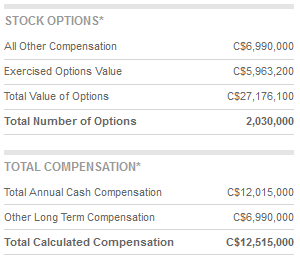 STOCK OPTIONS*
All Other Compensation C$6,990,000
Exercised Options Value C$5,963,200
Total Value of Options C$27,176,100
Total Number of Options 2,030,000
TOTAL COMPENSATION*
Total Annual Cash Compensation C$12,015,000
Other Long Term Compensation C$6,990,000
Total Calculated Compensation C$12,515,000